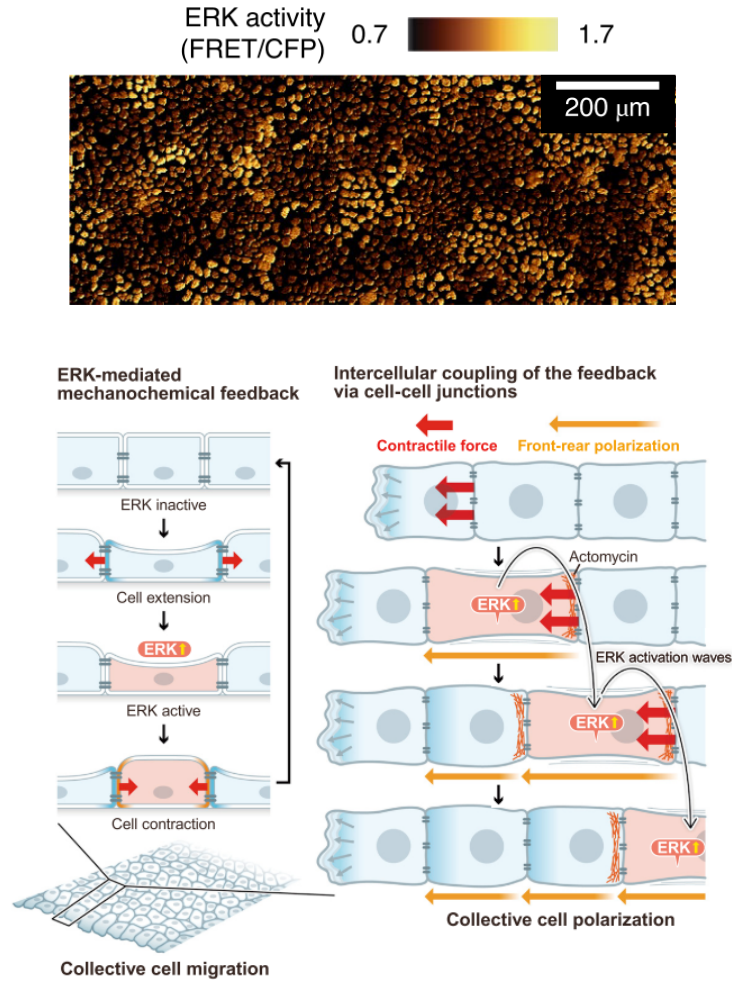 ERK activity
(FRET/CFP)
0.7
1.7
200 μm
ERK-mediated
mechanochemical feedback
ERK inactive
Cell extension
ERK
ERK active
Cell contraction
Collective cell migration
Intercellular coupling of the feedback
via cell-cell junctions
Contractile force
Front-rear polarization
Actomycin
ERK
ERK activation waves
ERK
ERK
Collective cell polarization